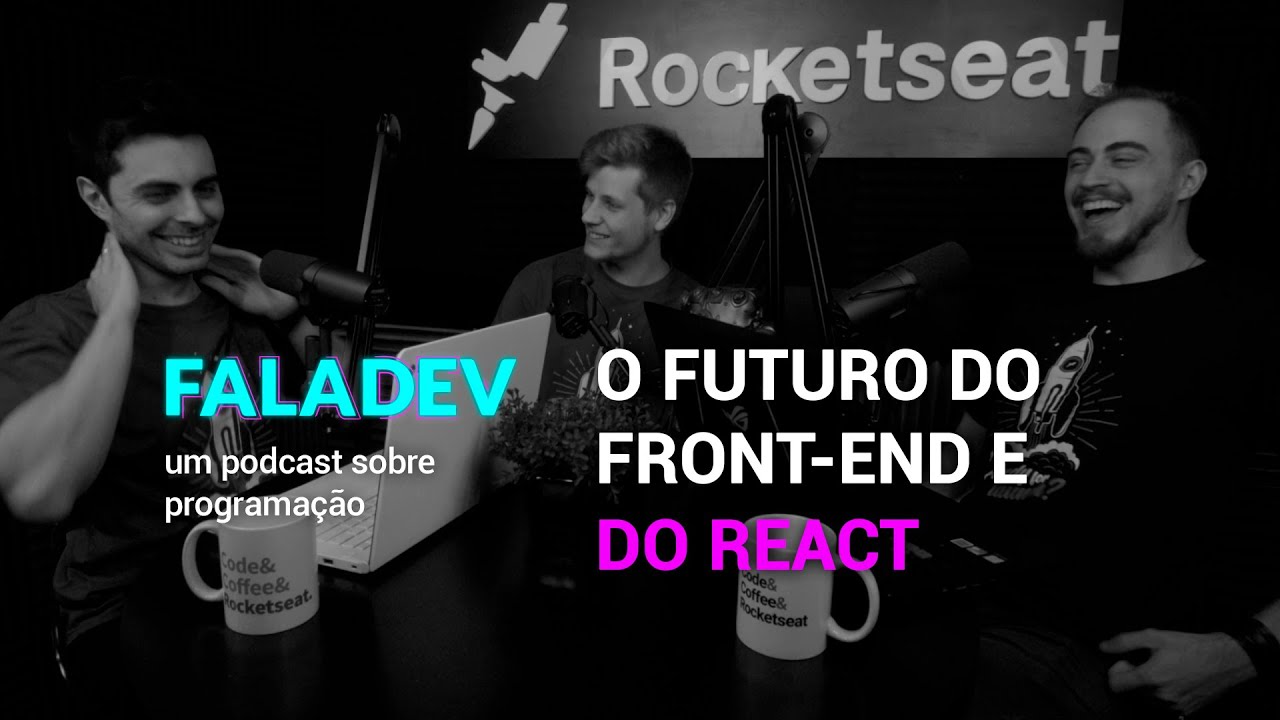 Rocketseat
FALADEV
um podcast sobre
programação
O FUTURO DO
FRONT-END E
DO REACT
Code&
Coffee&
Rocketseat.
Code&
Coffee&
Rocketseat